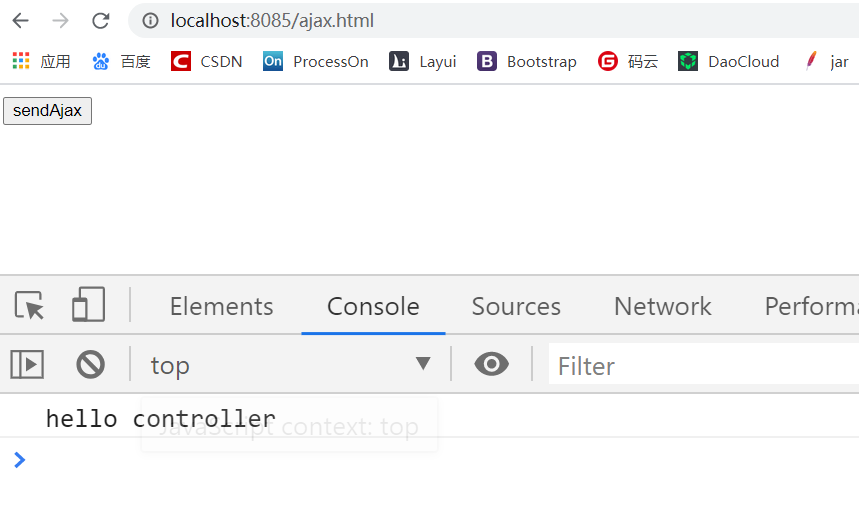 localhost:8085/ajax.html
应用 百度 CSDN On ProcessOn Layui B Bootstrap G 码云 DaoCloud jar
sendAjax
Elements Console Sources Network Performa
top Filter
hello controller
JavaScript context: top